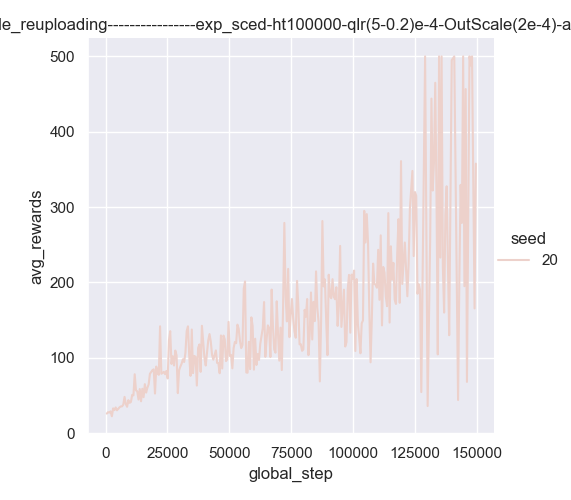 le_reuploading----------------exp_sced-ht100000-qlr(5-0.2)e-4-OutScale(2e-4)-a
500
400
300
200
100
0
avg_rewards
0 25000 50000 75000 100000 125000 150000
global_step
seed
20